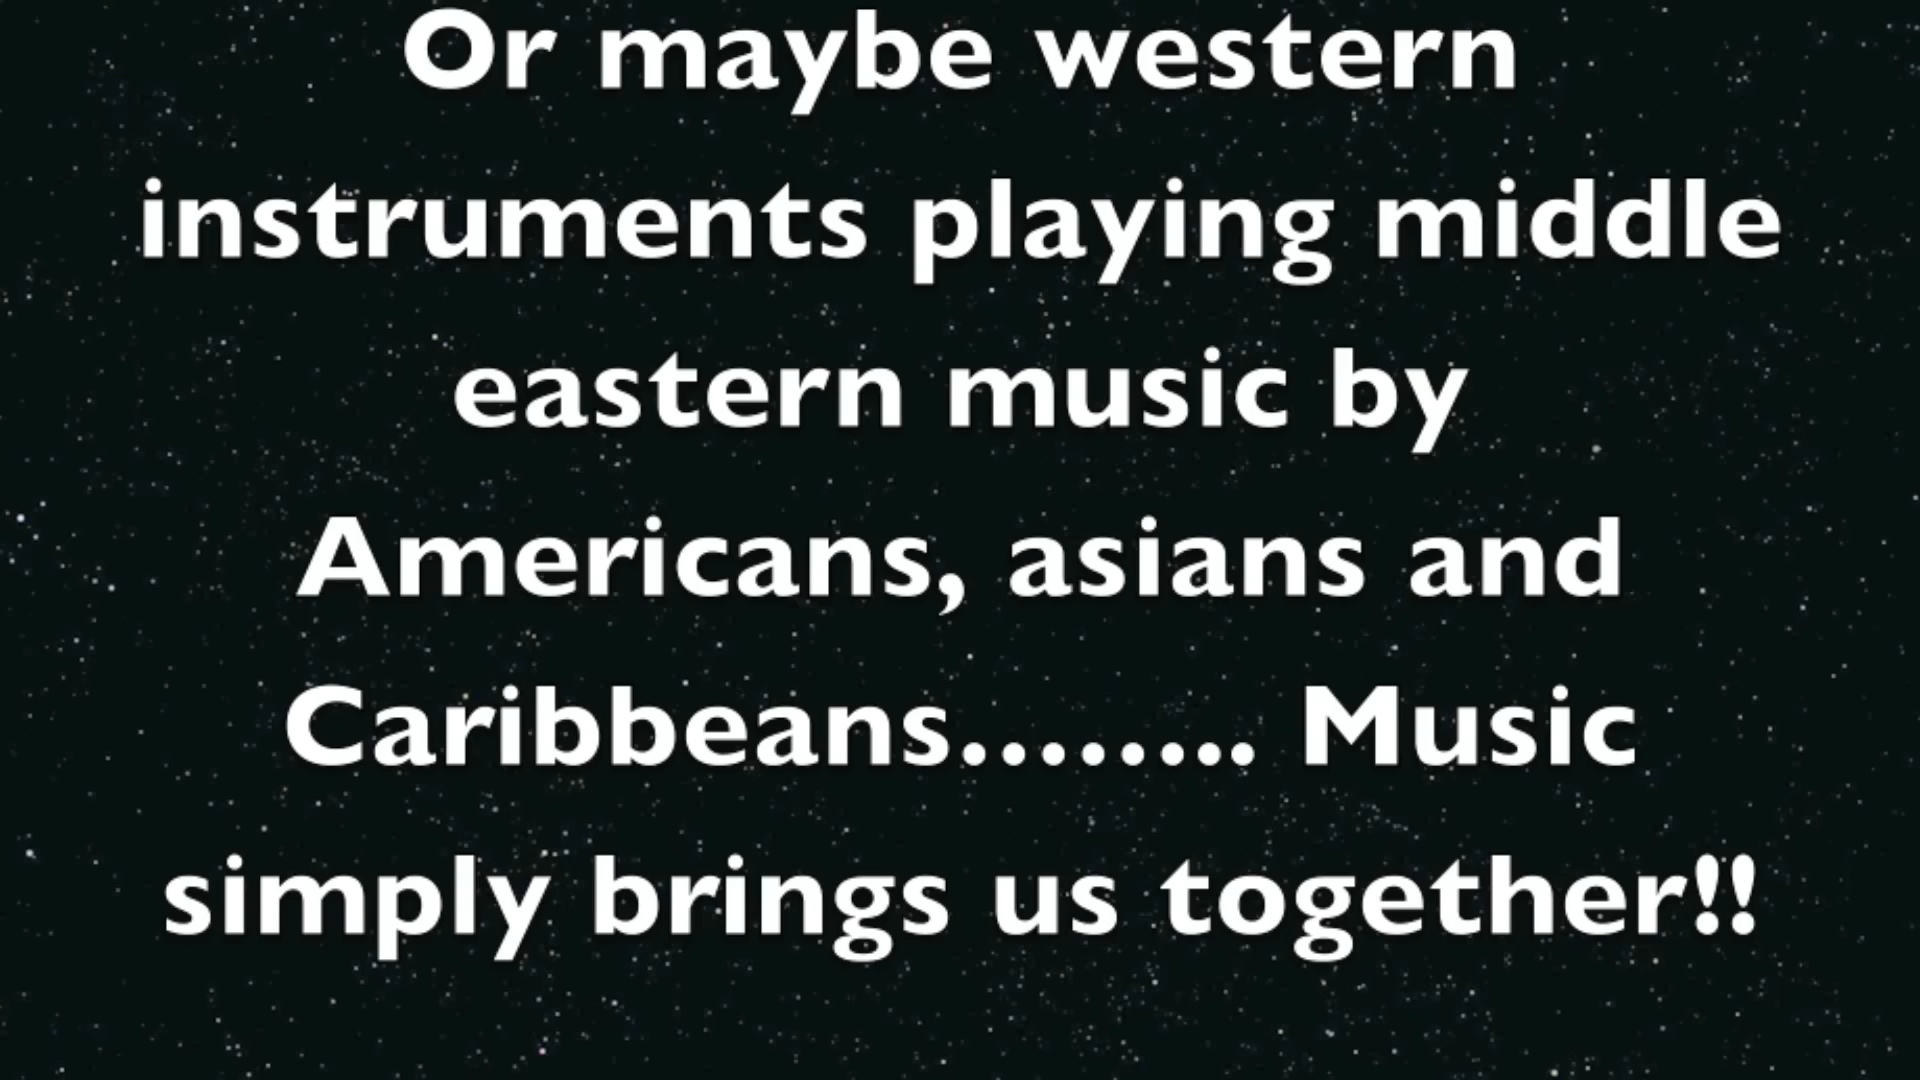 Or maybe western
instruments playing middle
eastern music by
Americans, asians and
Caribbeans........ Music
simply brings us together!!